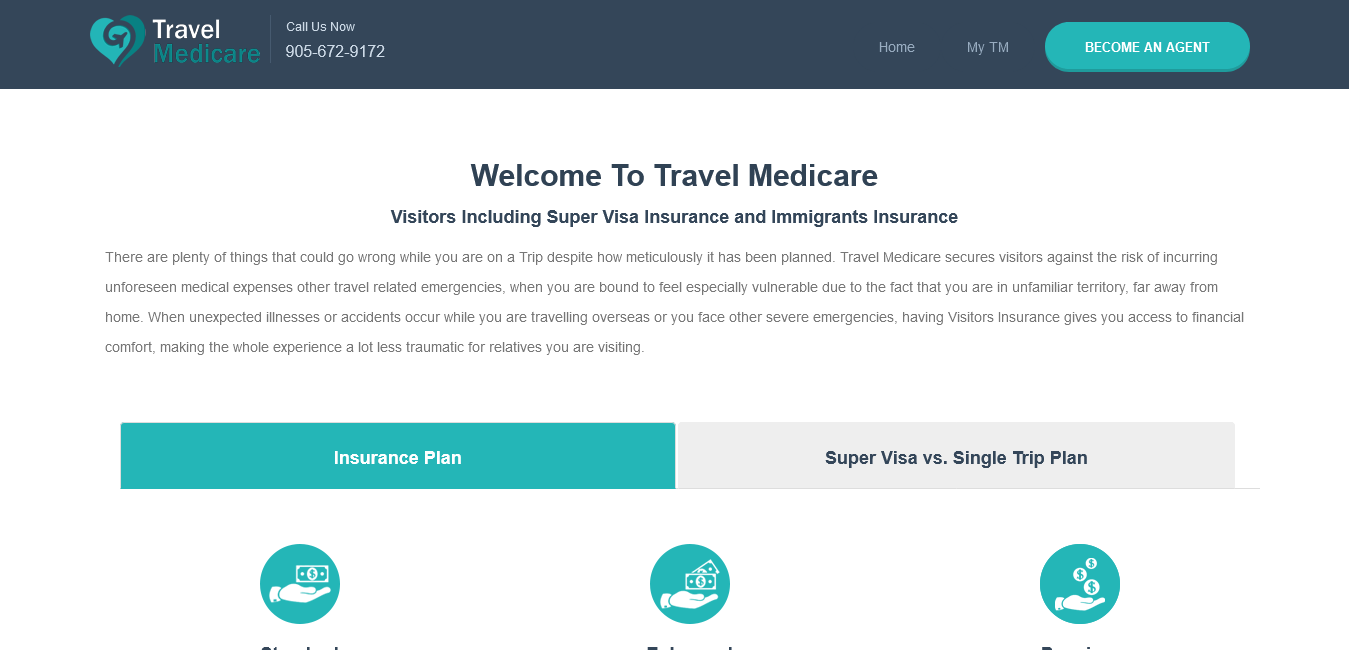 Travel
Medicare
Call Us Now
905-672-9172
Home
My TM
BECOME AN AGENT
Welcome To Travel Medicare
Visitors Including Super Visa Insurance and Immigrants Insurance
There are plenty of things that could go wrong while you are on a Trip despite how meticulously it has been planned. Travel Medicare secures visitors against the risk of incurring
unforeseen medical expenses other travel related emergencies, when you are bound to feel especially vulnerable due to the fact that you are in unfamiliar territory, far away from
home. When unexpected illnesses or accidents occur while you are travelling overseas or you face other severe emergencies, having Visitors Insurance gives you access to financial
comfort, making the whole experience a lot less traumatic for relatives you are visiting.
Insurance Plan
Super Visa vs. Single Trip Plan